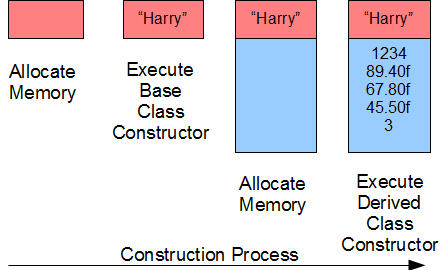 “Harry”
“Harry”
“Harry”
1234
89.40f
67.80f
45.50f
3
Allocate
Memory
Execute
Base
Class
Constructor
Allocate
Memory
Execute
Derived
Class
Constructor
Construction Process